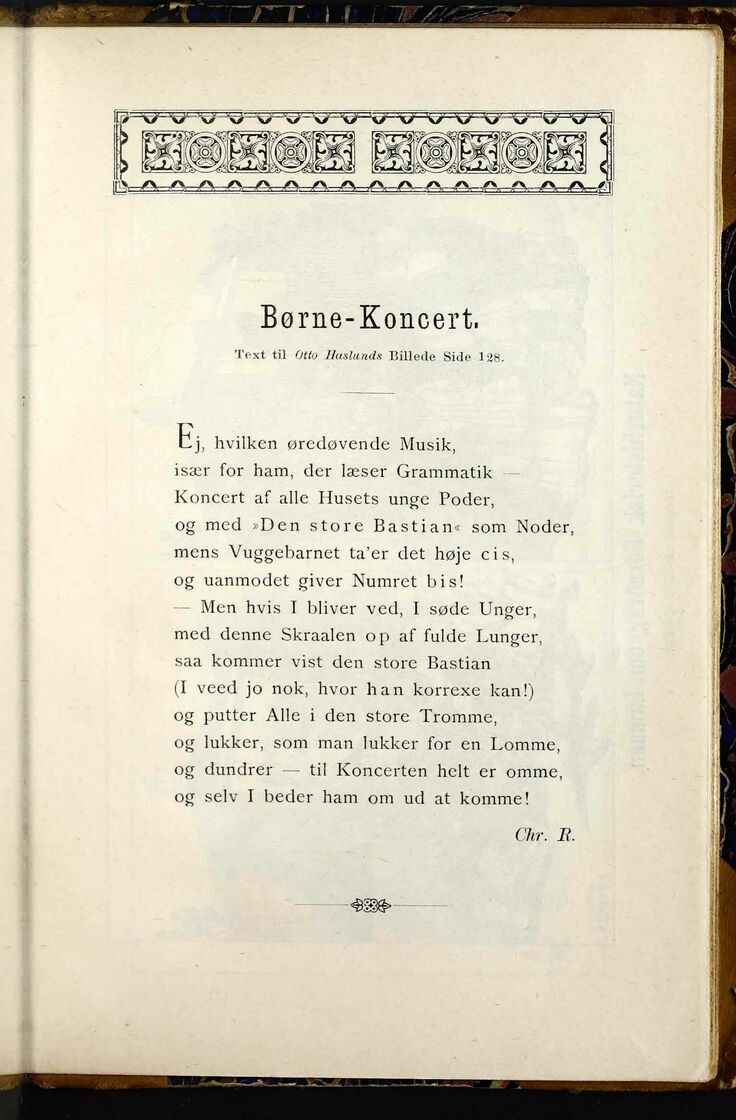 Børne-Koncert.
Text til Otto Haslunds Billede Side 128.
Ej, hvilken øredøvende Musik,
især for ham, der læser Grammatik —
Koncert af alle Husets unge Poder,
og med »Den store Bastian« som Noder,
mens Vuggebarnet ta'er det høje cis,
og uanmodet giver Numret bis!
— Men hvis I bliver ved, I søde Unger,
med denne Skraalen op af fulde Lunger,
saa kommer vist den store Bastian
(I veed jo nok, hvor han korrexe kan!)
og putter Alle i den store Tromme,
og lukker, som man lukker for en Lomme,
og dundrer — til Koncerten helt er omme,
og selv I beder ham om ud at komme!
Chr. R.